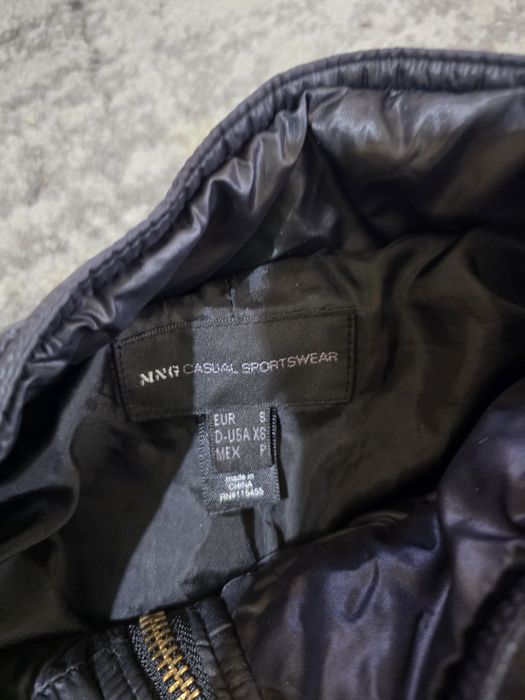 MNG CASUAL SPORTSWEAR
EUR S
D-USA XS
MEX P
made in
CHINA
RN#115455